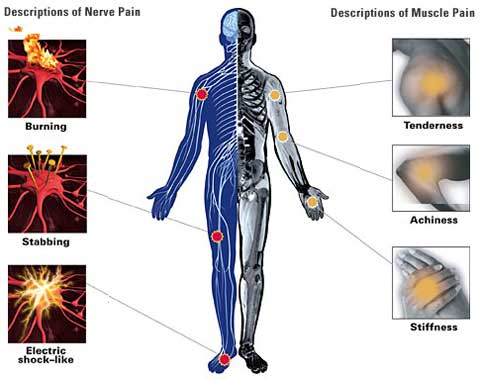 Descriptions of Nerve Pain
Burning
Stabbing
Electric
shock–like
Descriptions of Muscle Pain
Tenderness
Achiness
Stiffness